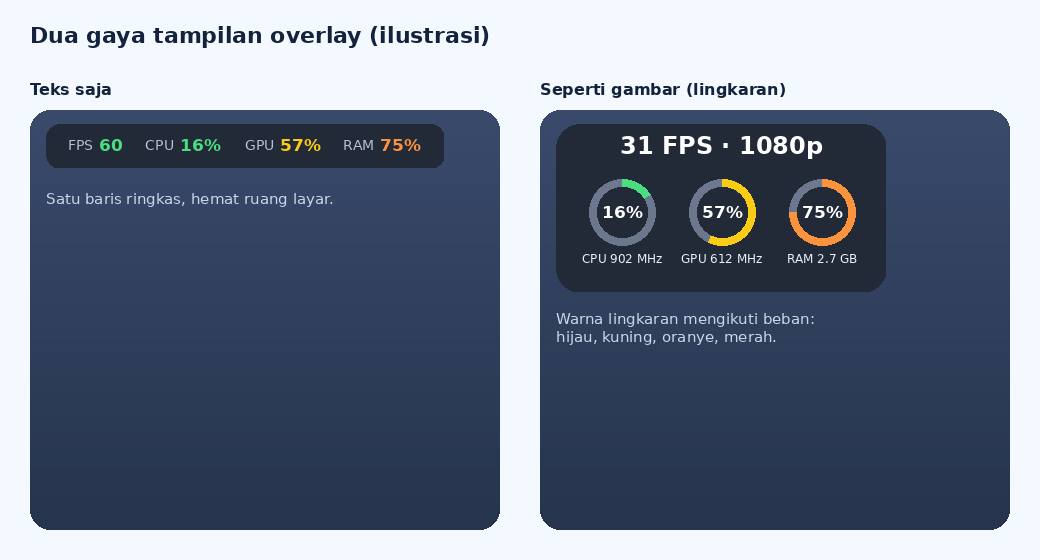 Dua gaya tampilan overlay (ilustrasi)
Teks saja
FPS 60 CPU 16% GPU 57% RAM 75%
Satu baris ringkas, hemat ruang layar.
Seperti gambar (lingkaran)
31 FPS · 1080p
16% 57% 75%
CPU 902 MHz GPU 612 MHz RAM 2.7 GB
Warna lingkaran mengikuti beban:
hijau, kuning, oranye, merah.